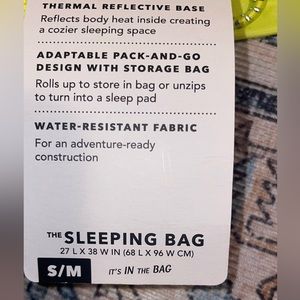 THERMAL REFLECTIVE BASE
Reflects body heat inside creating
a cozier sleeping space
ADAPTABLE PACK-AND-GO
DESIGN WITH STORAGE BAG
Rolls up to store in bag or unzips
to turn into a sleep pad
WATER-RESISTANT FABRIC
For an adventure-ready
construction
THE SLEEPING BAG
27 L X 38 W IN (68 L X 96 W CM)
S/M
IT'S IN THE BAG